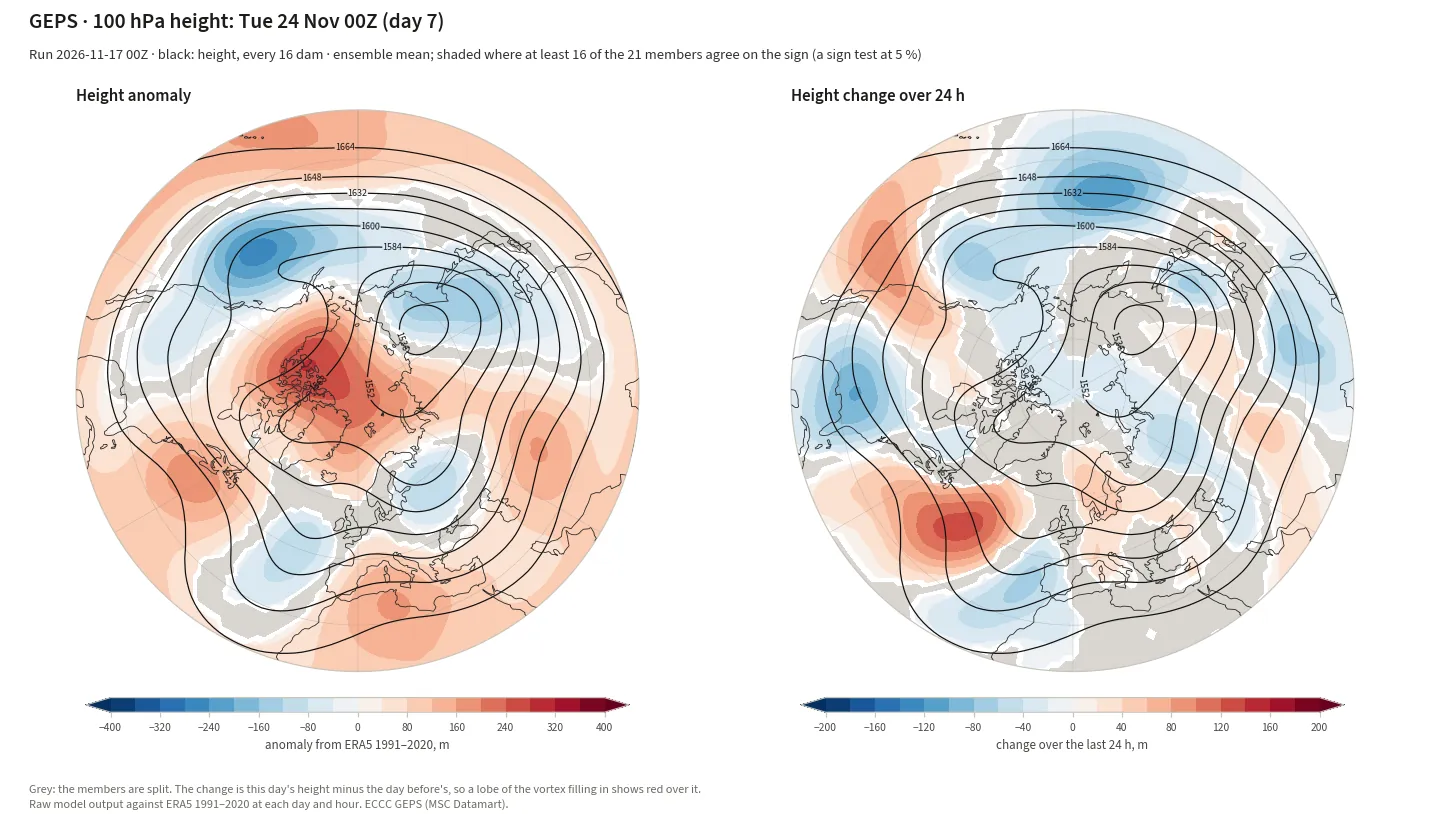 GEPS · 100 hPa height: Tue 24 Nov 00Z (day 7)
Run 2026-11-17 00Z · black: height, every 16 dam · ensemble mean; shaded where at least 16 of the 21 members agree on the sign (a sign test at 5 %)
Height anomaly
Height change over 24 h
1664
1648
1632
1600
1584
1552
1664
1648
1632
1600
1584
1552
−400 −320 −240 −160 −80 0 80 160 240 320 400
anomaly from ERA5 1991–2020, m
−200 −160 −120 −80 −40 0 40 80 120 160 200
change over the last 24 h, m
Grey: the members are split. The change is this day's height minus the day before's, so a lobe of the vortex filling in shows red over it.
Raw model output against ERA5 1991–2020 at each day and hour. ECCC GEPS (MSC Datamart).